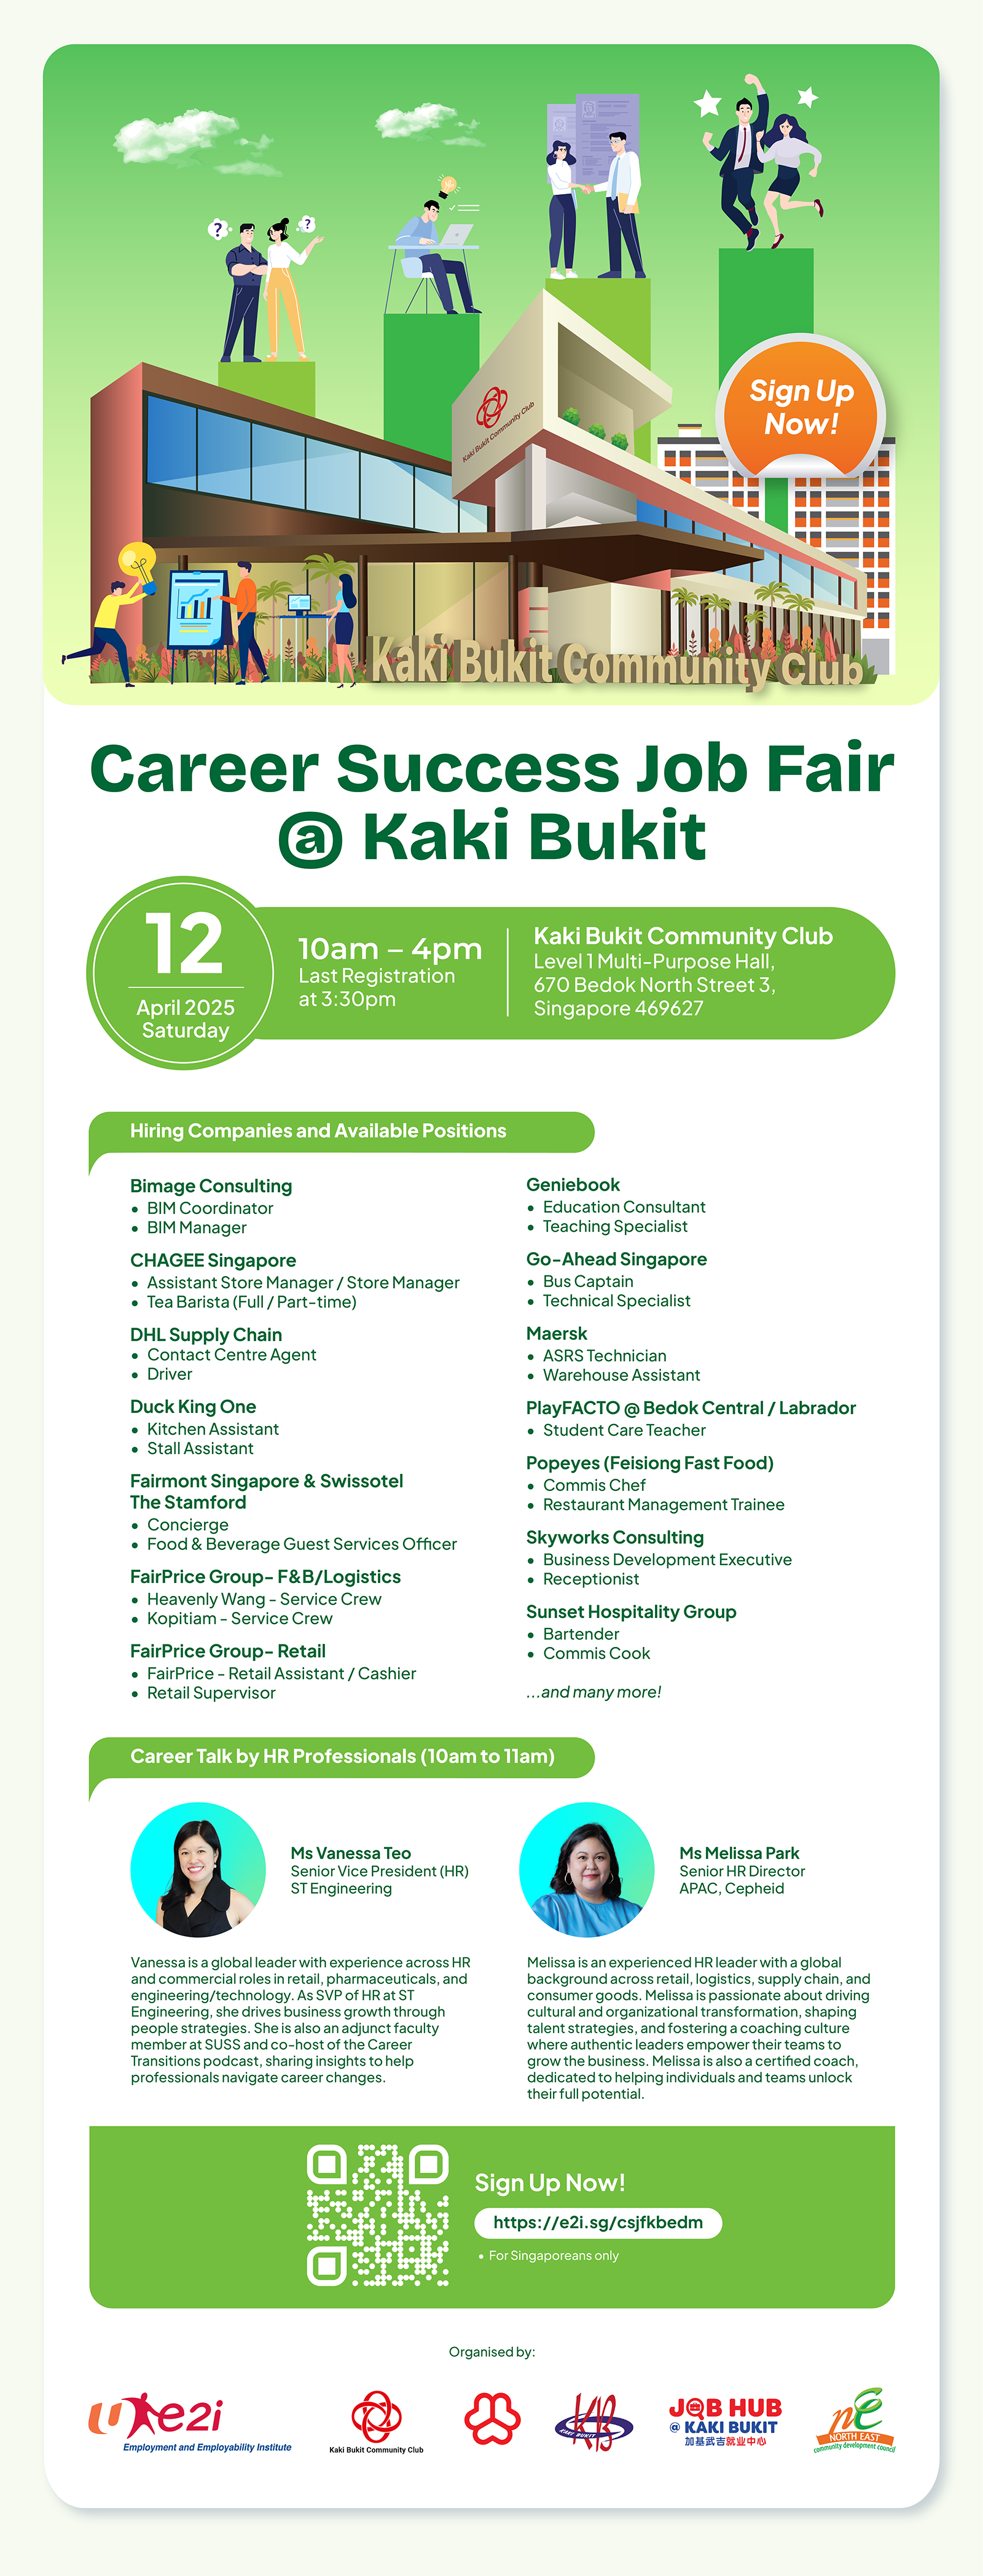 ?
?
Kaki Bukit Community Club
Sign Up
Now!
Kaki Bukit Community Club
Career Success Job Fair
@ Kaki Bukit
12
April 2025
Saturday
10am – 4pm
Last Registration
at 3:30pm
Kaki Bukit Community Club
Level 1 Multi-Purpose Hall,
670 Bedok North Street 3,
Singapore 469627
Hiring Companies and Available Positions
Bimage Consulting
• BIM Coordinator
• BIM Manager
CHAGEE Singapore
• Assistant Store Manager / Store Manager
• Tea Barista (Full / Part-time)
DHL Supply Chain
• Contact Centre Agent
• Driver
Duck King One
• Kitchen Assistant
• Stall Assistant
Fairmont Singapore & Swissotel
The Stamford
• Concierge
• Food & Beverage Guest Services Officer
FairPrice Group- F&B/Logistics
• Heavenly Wang - Service Crew
• Kopitiam - Service Crew
FairPrice Group- Retail
• FairPrice - Retail Assistant / Cashier
• Retail Supervisor
Geniebook
• Education Consultant
• Teaching Specialist
Go-Ahead Singapore
• Bus Captain
• Technical Specialist
Maersk
• ASRS Technician
• Warehouse Assistant
PlayFACTO @ Bedok Central / Labrador
• Student Care Teacher
Popeyes (Feisiong Fast Food)
• Commis Chef
• Restaurant Management Trainee
Skyworks Consulting
• Business Development Executive
• Receptionist
Sunset Hospitality Group
• Bartender
• Commis Cook
...and many more!
Career Talk by HR Professionals (10am to 11am)
Ms Vanessa Teo
Senior Vice President (HR)
ST Engineering
Vanessa is a global leader with experience across HR
and commercial roles in retail, pharmaceuticals, and
engineering/technology. As SVP of HR at ST
Engineering, she drives business growth through
people strategies. She is also an adjunct faculty
member at SUSS and co-host of the Career
Transitions podcast, sharing insights to help
professionals navigate career changes.
Ms Melissa Park
Senior HR Director
APAC, Cepheid
Melissa is an experienced HR leader with a global
background across retail, logistics, supply chain, and
consumer goods. Melissa is passionate about driving
cultural and organizational transformation, shaping
talent strategies, and fostering a coaching culture
where authentic leaders empower their teams to
grow the business. Melissa is also a certified coach,
dedicated to helping individuals and teams unlock
their full potential.
Sign Up Now!
https://e2i.sg/csjfkbedm
• For Singaporeans only
Organised by:
U e2i
Employment and Employability Institute
Kaki Bukit Community Club
KB
KAKI BUKIT
JOB HUB
@ KAKI BUKIT
加基武吉就业中心
nE
NORTH EAST
community development council